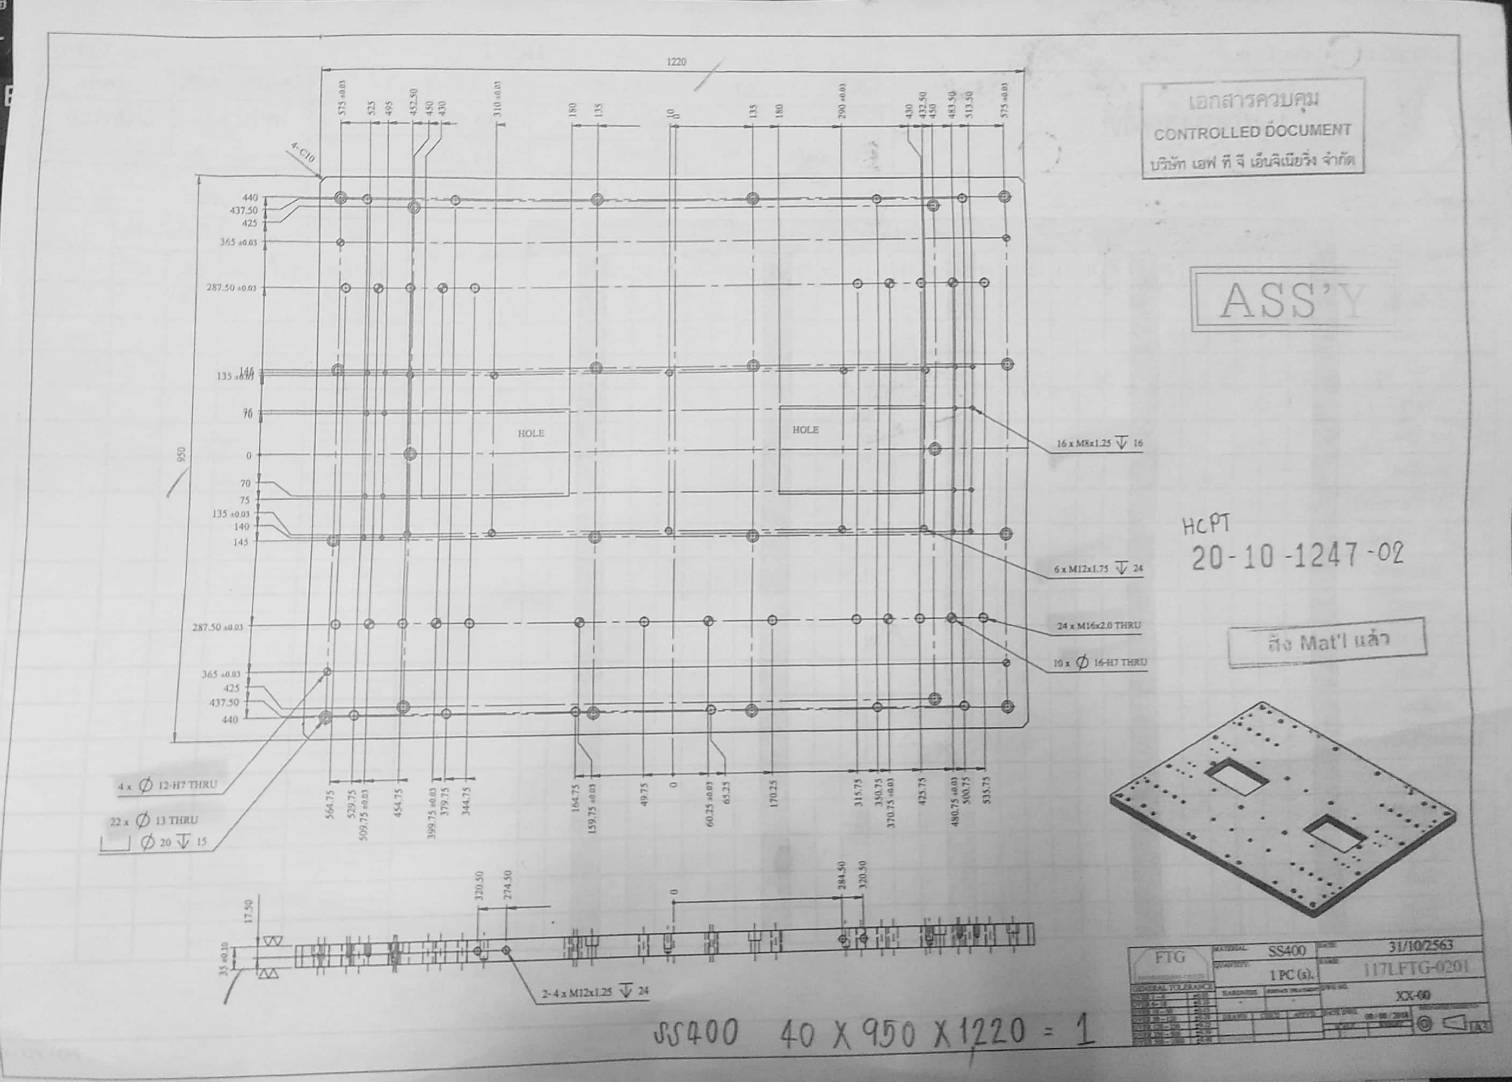 1220
575 ±0.03
525
495
452.50
450
430
310 ±0.03
180
135
10
0
135
180
290 ±0.03
430
432.50
450
483.50
513.50
575 ±0.03
4- C10
เอกสารควบคุม
CONTROLLED DOCUMENT
บริษัท เอฟ ที จี เอ็นจิเนียริ่ง จำกัด
ASS'Y
950
440
437.50
425
365 ±0.03
287.50 ±0.03
135 ±0.03
0
70
75
135 ±0.03
140
145
287.50 ±0.03
365 ±0.03
425
437.50
440
HOLE
HOLE
16 x M8x1.25 ↧ 16
6 x M12x1.75 ↧ 24
24 x M16x2.0 THRU
10 x Ø 16-H7 THRU
HCPT
20-10-1247-02
สั่ง Mat'l แล้ว
4 x Ø 12-H7 THRU
22 x Ø 13 THRU
⌴ Ø 20 ↧ 15
564.75
529.75
509.75 ±0.03
454.75
399.75 ±0.03
379.75
344.75
164.75
159.75 ±0.03
49.75
0
60.25 ±0.03
65.25
170.25
315.75
350.75
370.75 ±0.03
425.75
480.75 ±0.03
500.75
535.75
320.50
274.50
0
284.50
320.50
17.50
35 ±0.10
2- 4 x M12x1.25 ↧ 24
FTG
MATERIAL
SS400
DATE
31/10/2563
QUANTITY
1 PC (s).
117LFTG-0201
GENERAL TOLERANCE
HARDNESS
XX-00
A3
SS400 40 X 950 X 1220 = 1